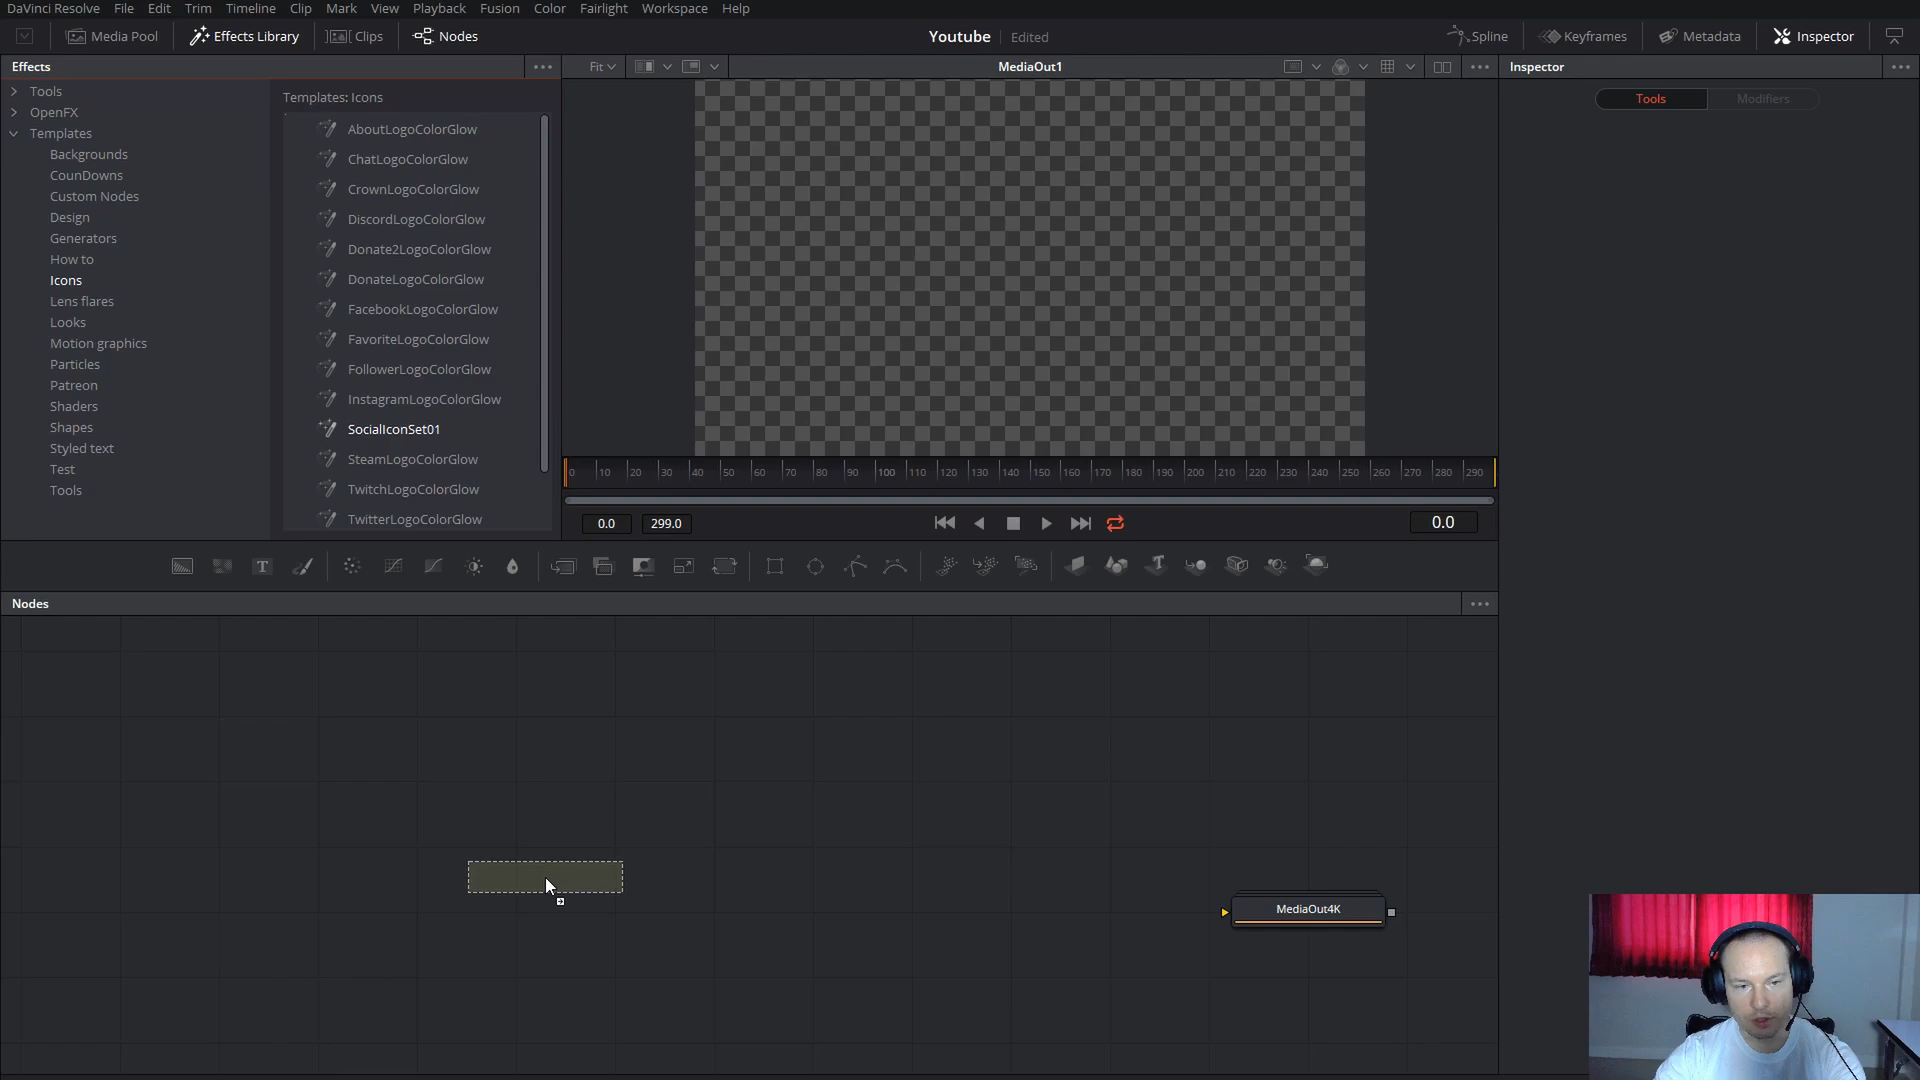 DaVinci Resolve File Edit Trim Timeline Clip Mark View Playback Fusion Color Fairlight Workspace Help
Media Pool Effects Library Clips Nodes Youtube Edited Spline Keyframes Metadata Inspector
Effects Fit MediaOut1 Inspector
Tools
OpenFX
Templates
Backgrounds
CounDowns
Custom Nodes
Design
Generators
How to
Icons
Lens flares
Looks
Motion graphics
Particles
Patreon
Shaders
Shapes
Styled text
Test
Tools
Templates: Icons
AboutLogoColorGlow
ChatLogoColorGlow
CrownLogoColorGlow
DiscordLogoColorGlow
Donate2LogoColorGlow
DonateLogoColorGlow
FacebookLogoColorGlow
FavoriteLogoColorGlow
FollowerLogoColorGlow
InstagramLogoColorGlow
SocialIconSet01
SteamLogoColorGlow
TwitchLogoColorGlow
TwitterLogoColorGlow
0 10 20 30 40 50 60 70 80 90 100 110 120 130 140 150 160 170 180 190 200 210 220 230 240 250 260 270 280 290
0.0 299.0 0.0
Tools Modifiers
Nodes
MediaOut4K